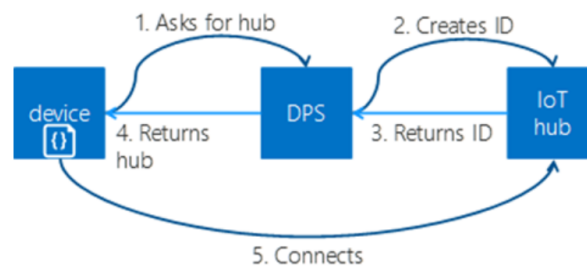 1. Asks for hub
2. Creates ID
device
{}
DPS
IoT
hub
4. Returns
hub
3. Returns ID
5. Connects